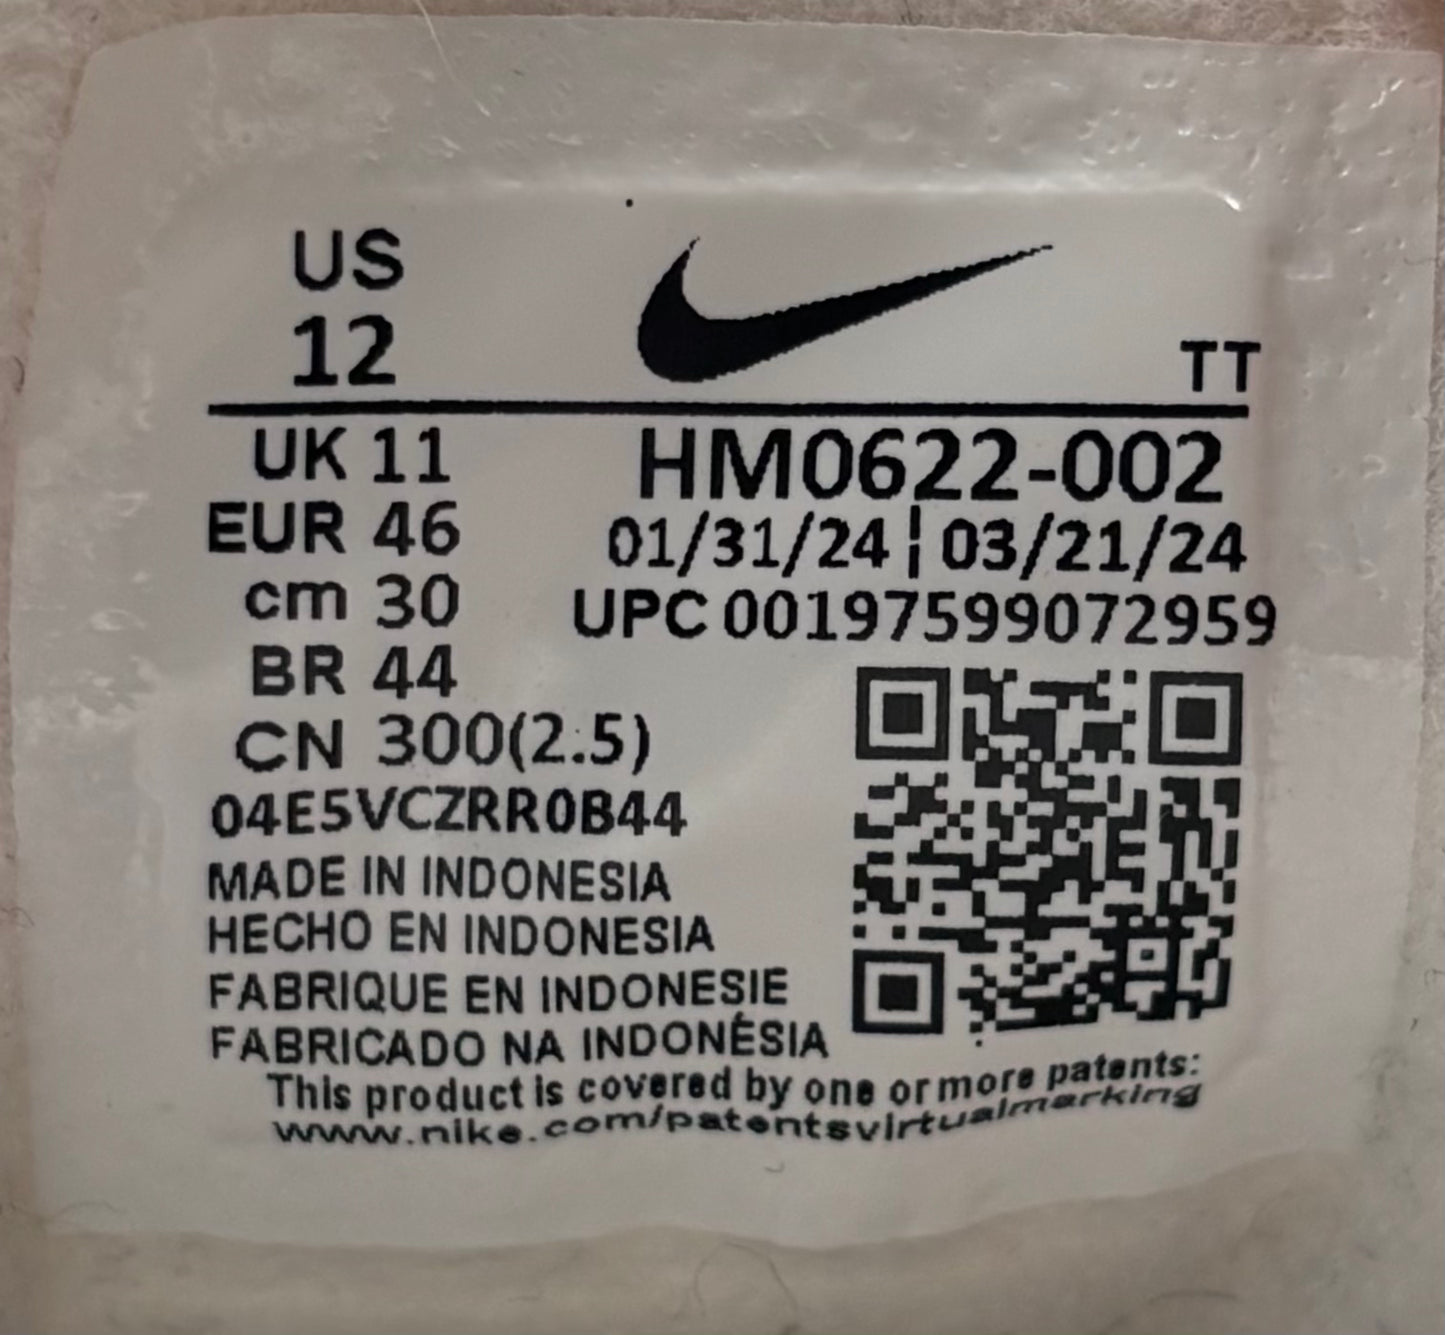 US
12
TT
UK 11
EUR 46
cm 30
BR 44
CN 300(2.5)
HM0622-002
01/31/24 ¦ 03/21/24
UPC 00197599072959
04E5VCZRR0B44
MADE IN INDONESIA
HECHO EN INDONESIA
FABRIQUE EN INDONESIE
FABRICADO NA INDONÉSIA
This product is covered by one or more patents:
www.nike.com/patentsvirtualmarking